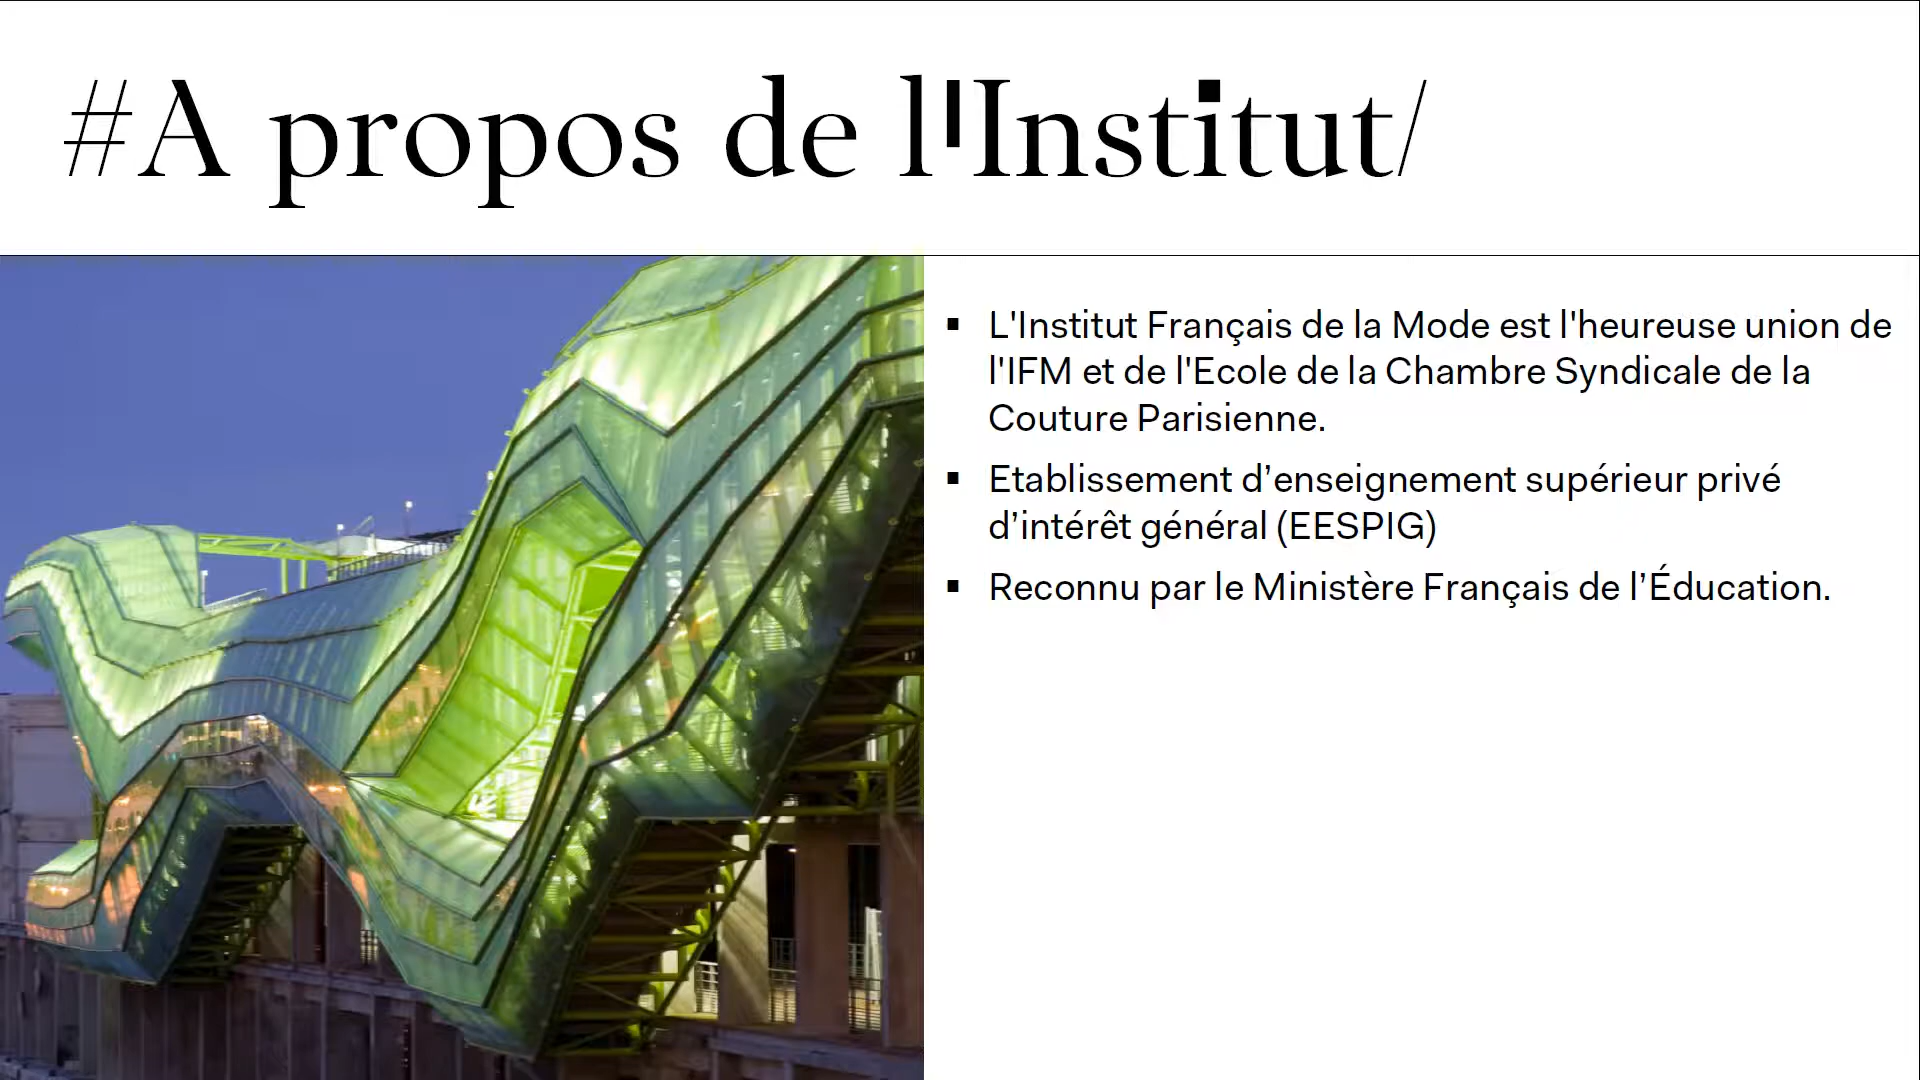 #A propos de l'Institut/
▪ L'Institut Français de la Mode est l'heureuse union de
l'IFM et de l'Ecole de la Chambre Syndicale de la
Couture Parisienne.
▪ Etablissement d’enseignement supérieur privé
d’intérêt général (EESPIG)
▪ Reconnu par le Ministère Français de l’Éducation.